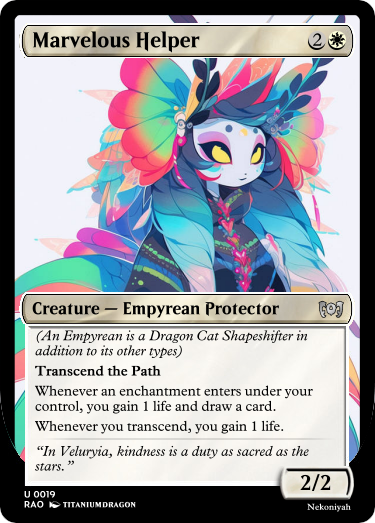 Marvelous Helper 2
Creature — Empyrean Protector
(An Empyrean is a Dragon Cat Shapeshifter in
addition to its other types)
Transcend the Path
Whenever an enchantment enters under your
control, you gain 1 life and draw a card.
Whenever you transcend, you gain 1 life.
“In Veluryia, kindness is a duty as sacred as the
stars.”
2/2
U 0019
RAO TITANIUMDRAGON
Nekoniyah